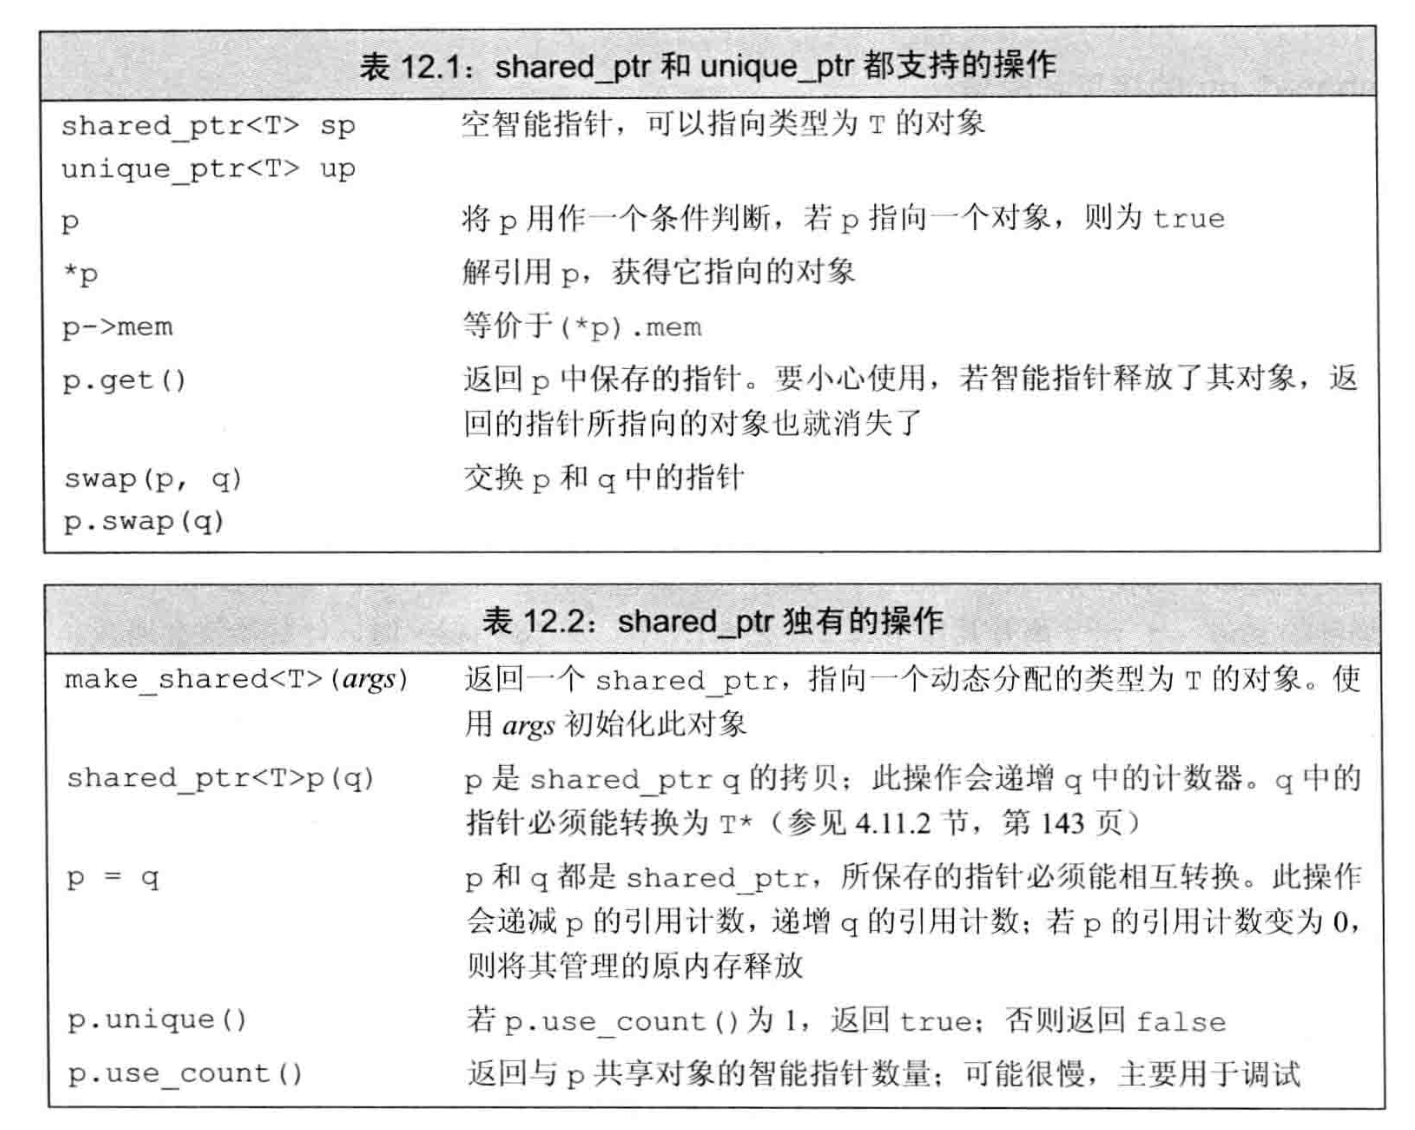 表 12.1：shared_ptr 和 unique_ptr 都支持的操作
shared_ptr<T> sp 空智能指针，可以指向类型为 T 的对象
unique_ptr<T> up
p 将 p 用作一个条件判断，若 p 指向一个对象，则为 true
*p 解引用 p，获得它指向的对象
p->mem 等价于(*p).mem
p.get() 返回 p 中保存的指针。要小心使用，若智能指针释放了其对象，返
回的指针所指向的对象也就消失了
swap(p, q) 交换 p 和 q 中的指针
p.swap(q)
表 12.2：shared_ptr 独有的操作
make_shared<T>(args) 返回一个 shared_ptr，指向一个动态分配的类型为 T 的对象。使
用 args 初始化此对象
shared_ptr<T>p(q) p 是 shared_ptr q 的拷贝；此操作会递增 q 中的计数器。q 中的
指针必须能转换为 T*（参见 4.11.2 节，第 143 页）
p = q p 和 q 都是 shared_ptr，所保存的指针必须能相互转换。此操作
会递减 p 的引用计数，递增 q 的引用计数；若 p 的引用计数变为 0，
则将其管理的原内存释放
p.unique() 若 p.use_count()为 1，返回 true；否则返回 false
p.use_count() 返回与 p 共享对象的智能指针数量；可能很慢，主要用于调试